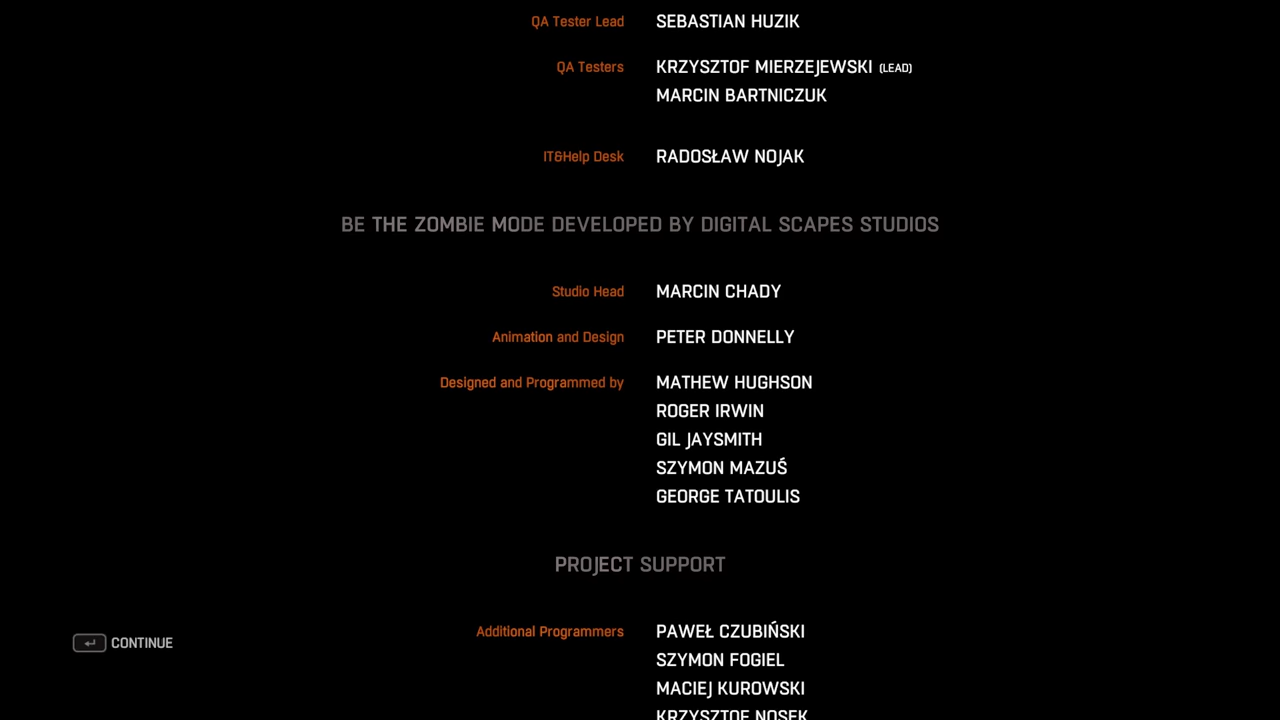 QA Tester Lead SEBASTIAN HUZIK
QA Testers KRZYSZTOF MIERZEJEWSKI (LEAD)
MARCIN BARTNICZUK
IT&Help Desk RADOSŁAW NOJAK
BE THE ZOMBIE MODE DEVELOPED BY DIGITAL SCAPES STUDIOS
Studio Head MARCIN CHADY
Animation and Design PETER DONNELLY
Designed and Programmed by MATHEW HUGHSON
ROGER IRWIN
GIL JAYSMITH
SZYMON MAZUŚ
GEORGE TATOULIS
PROJECT SUPPORT
Additional Programmers PAWEŁ CZUBIŃSKI
CONTINUE
SZYMON FOGIEL
MACIEJ KUROWSKI
KRZYSZTOF NOSEK